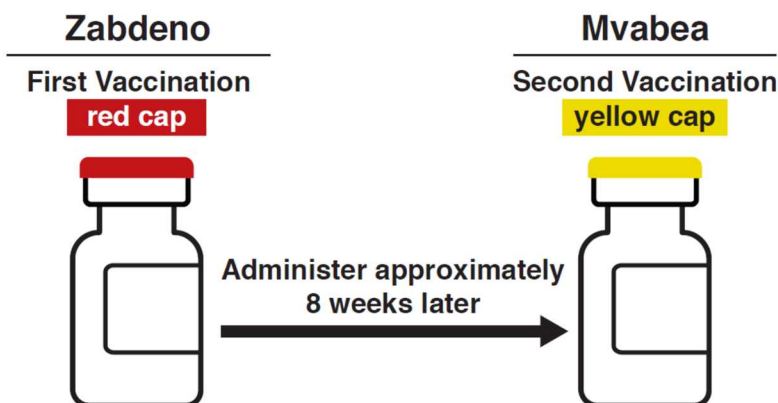 Zabdeno
First Vaccination
red cap
Mvabea
Second Vaccination
yellow cap
Administer approximately
8 weeks later